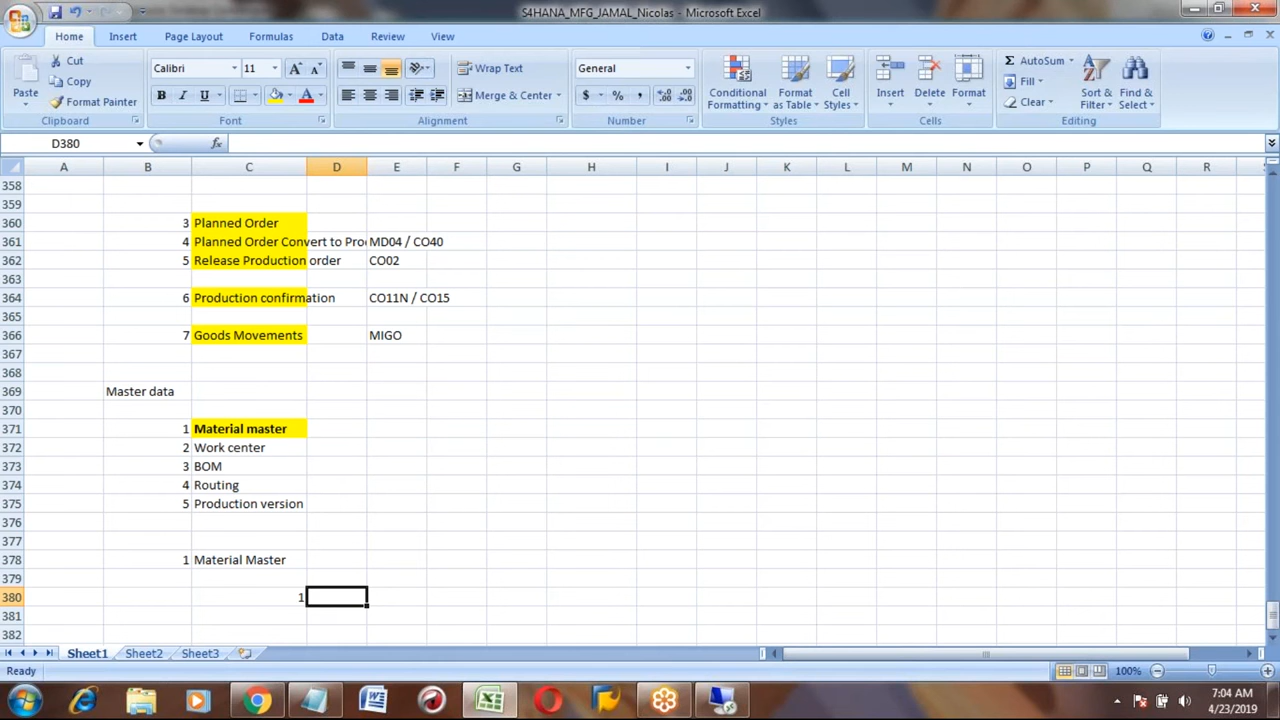 S4HANA_MFG_JAMAL_Nicolas - Microsoft Excel
Home Insert Page Layout Formulas Data Review View
Paste Cut Copy Format Painter Clipboard
Calibri 11 B I U A A A Font
Wrap Text Merge & Center Alignment
General $ % , Number
Conditional Formatting Format as Table Cell Styles Styles
Insert Delete Format Cells
AutoSum Fill Clear Sort & Filter Find & Select Editing
D380 fx
A B C D E F G H I J K L M N O P Q R
358
359
360 3 Planned Order
361 4 Planned Order Convert to Pro MD04 / CO40
362 5 Release Production order CO02
363
364 6 Production confirmation CO11N / CO15
365
366 7 Goods Movements MIGO
367
368
369 Master data
370
371 1 Material master
372 2 Work center
373 3 BOM
374 4 Routing
375 5 Production version
376
377
378 1 Material Master
379
380 1
381
382
Sheet1 Sheet2 Sheet3
Ready 100%
7:04 AM
4/23/2019